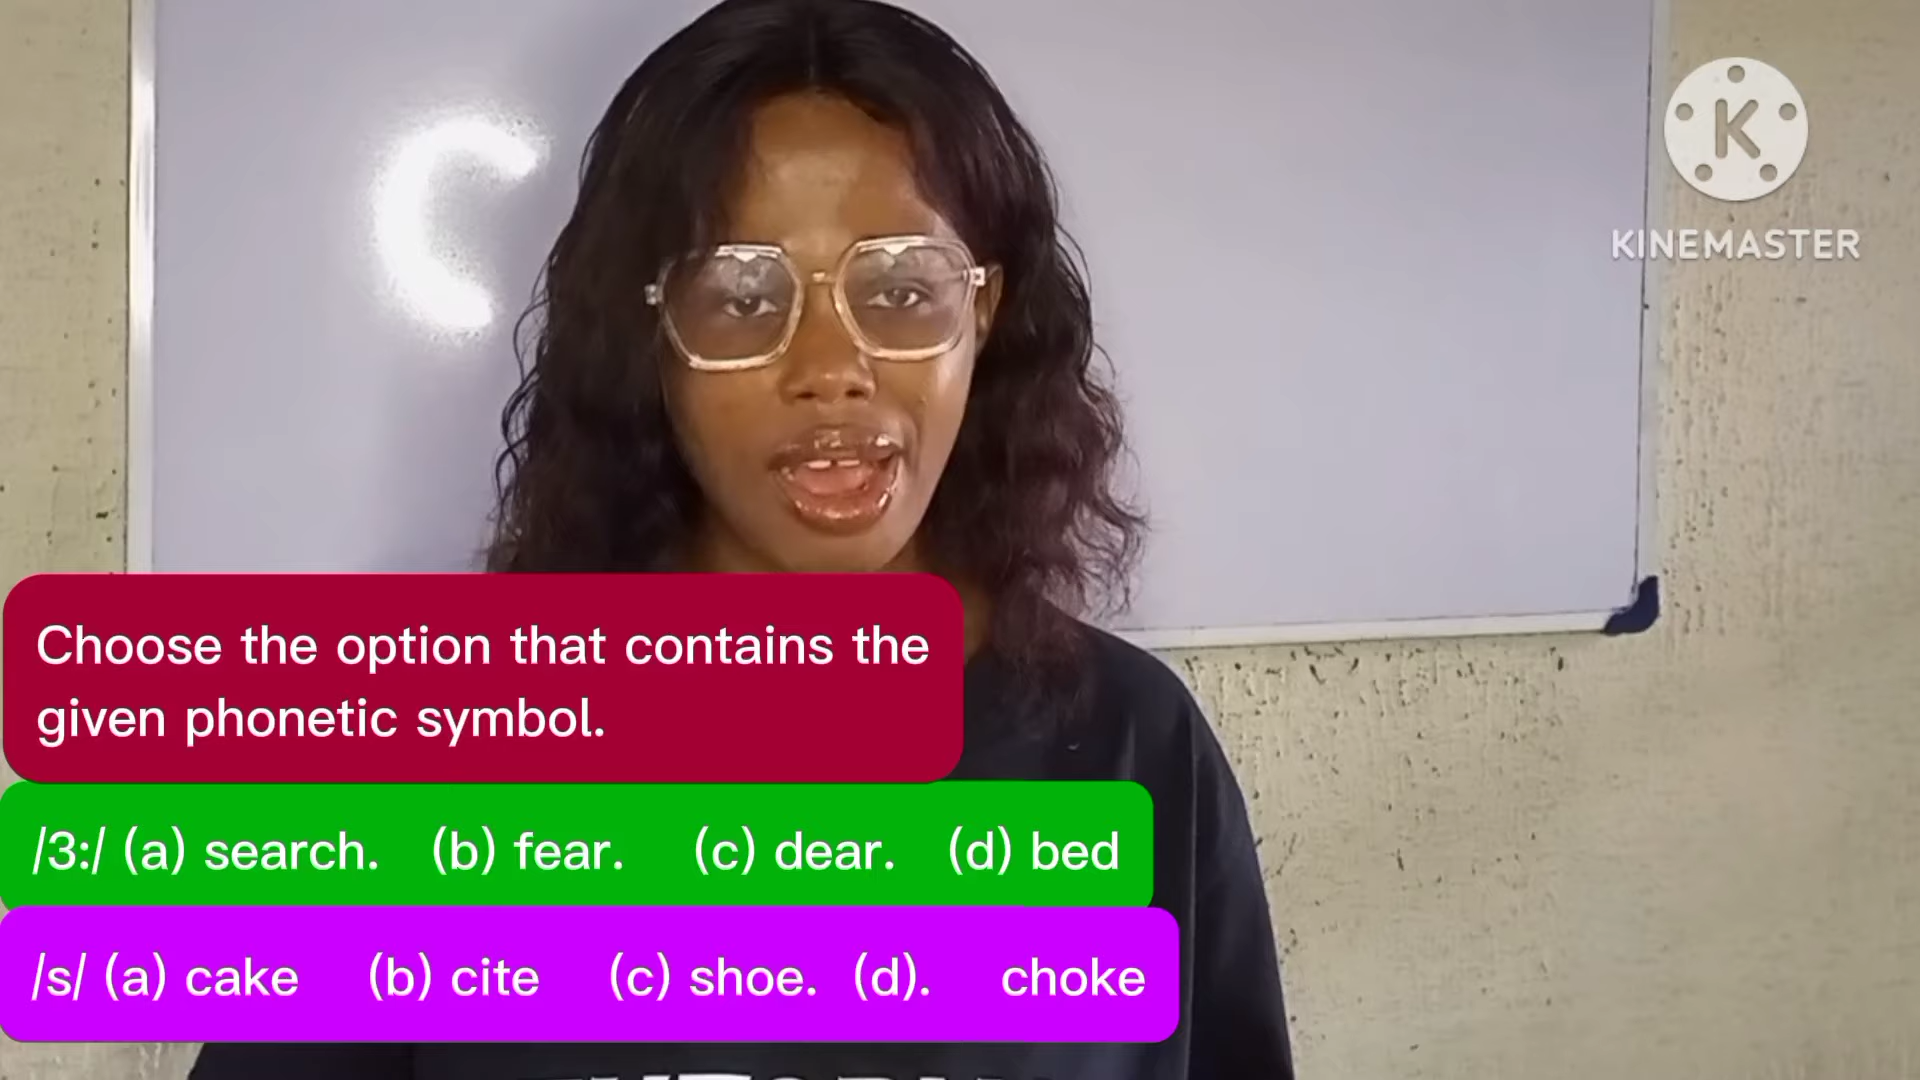 K
KINEMASTER
Choose the option that contains the
given phonetic symbol.
/3:/ (a) search. (b) fear. (c) dear. (d) bed
/s/ (a) cake (b) cite (c) shoe. (d). choke